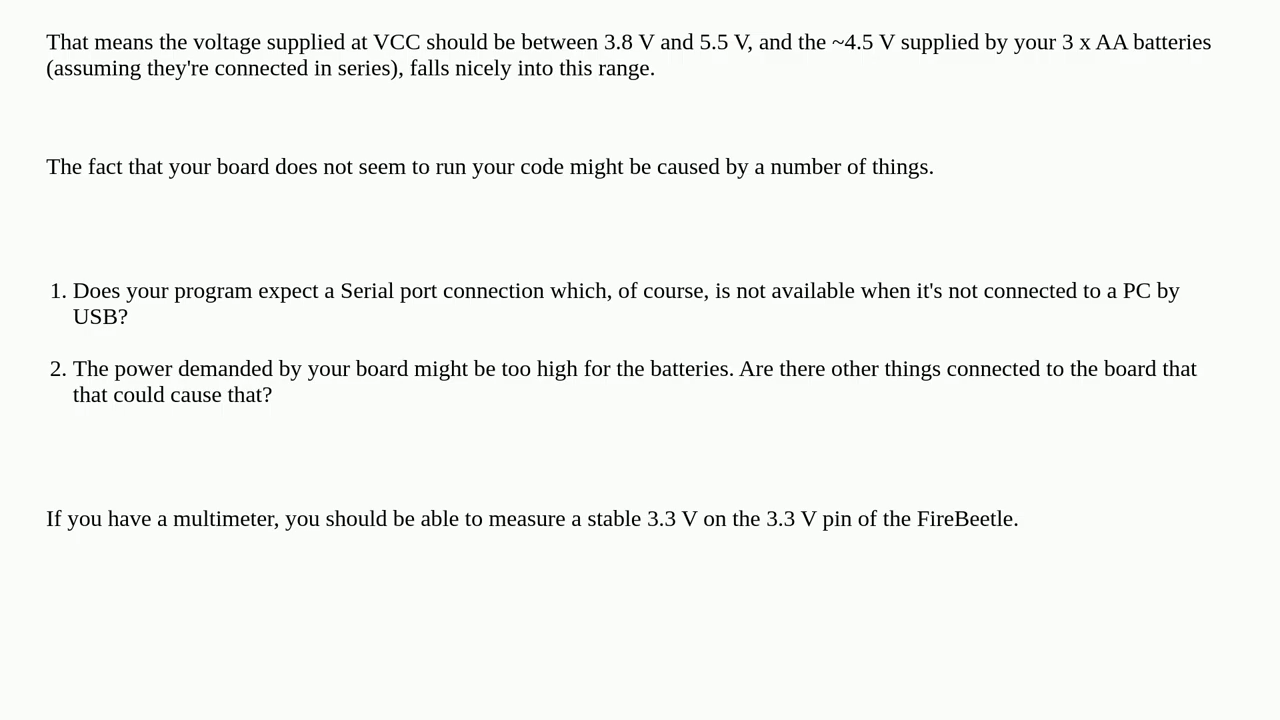 That means the voltage supplied at VCC should be between 3.8 V and 5.5 V, and the ~4.5 V supplied by your 3 x AA batteries
(assuming they're connected in series), falls nicely into this range.
The fact that your board does not seem to run your code might be caused by a number of things.
1. Does your program expect a Serial port connection which, of course, is not available when it's not connected to a PC by
USB?
2. The power demanded by your board might be too high for the batteries. Are there other things connected to the board that
that could cause that?
If you have a multimeter, you should be able to measure a stable 3.3 V on the 3.3 V pin of the FireBeetle.